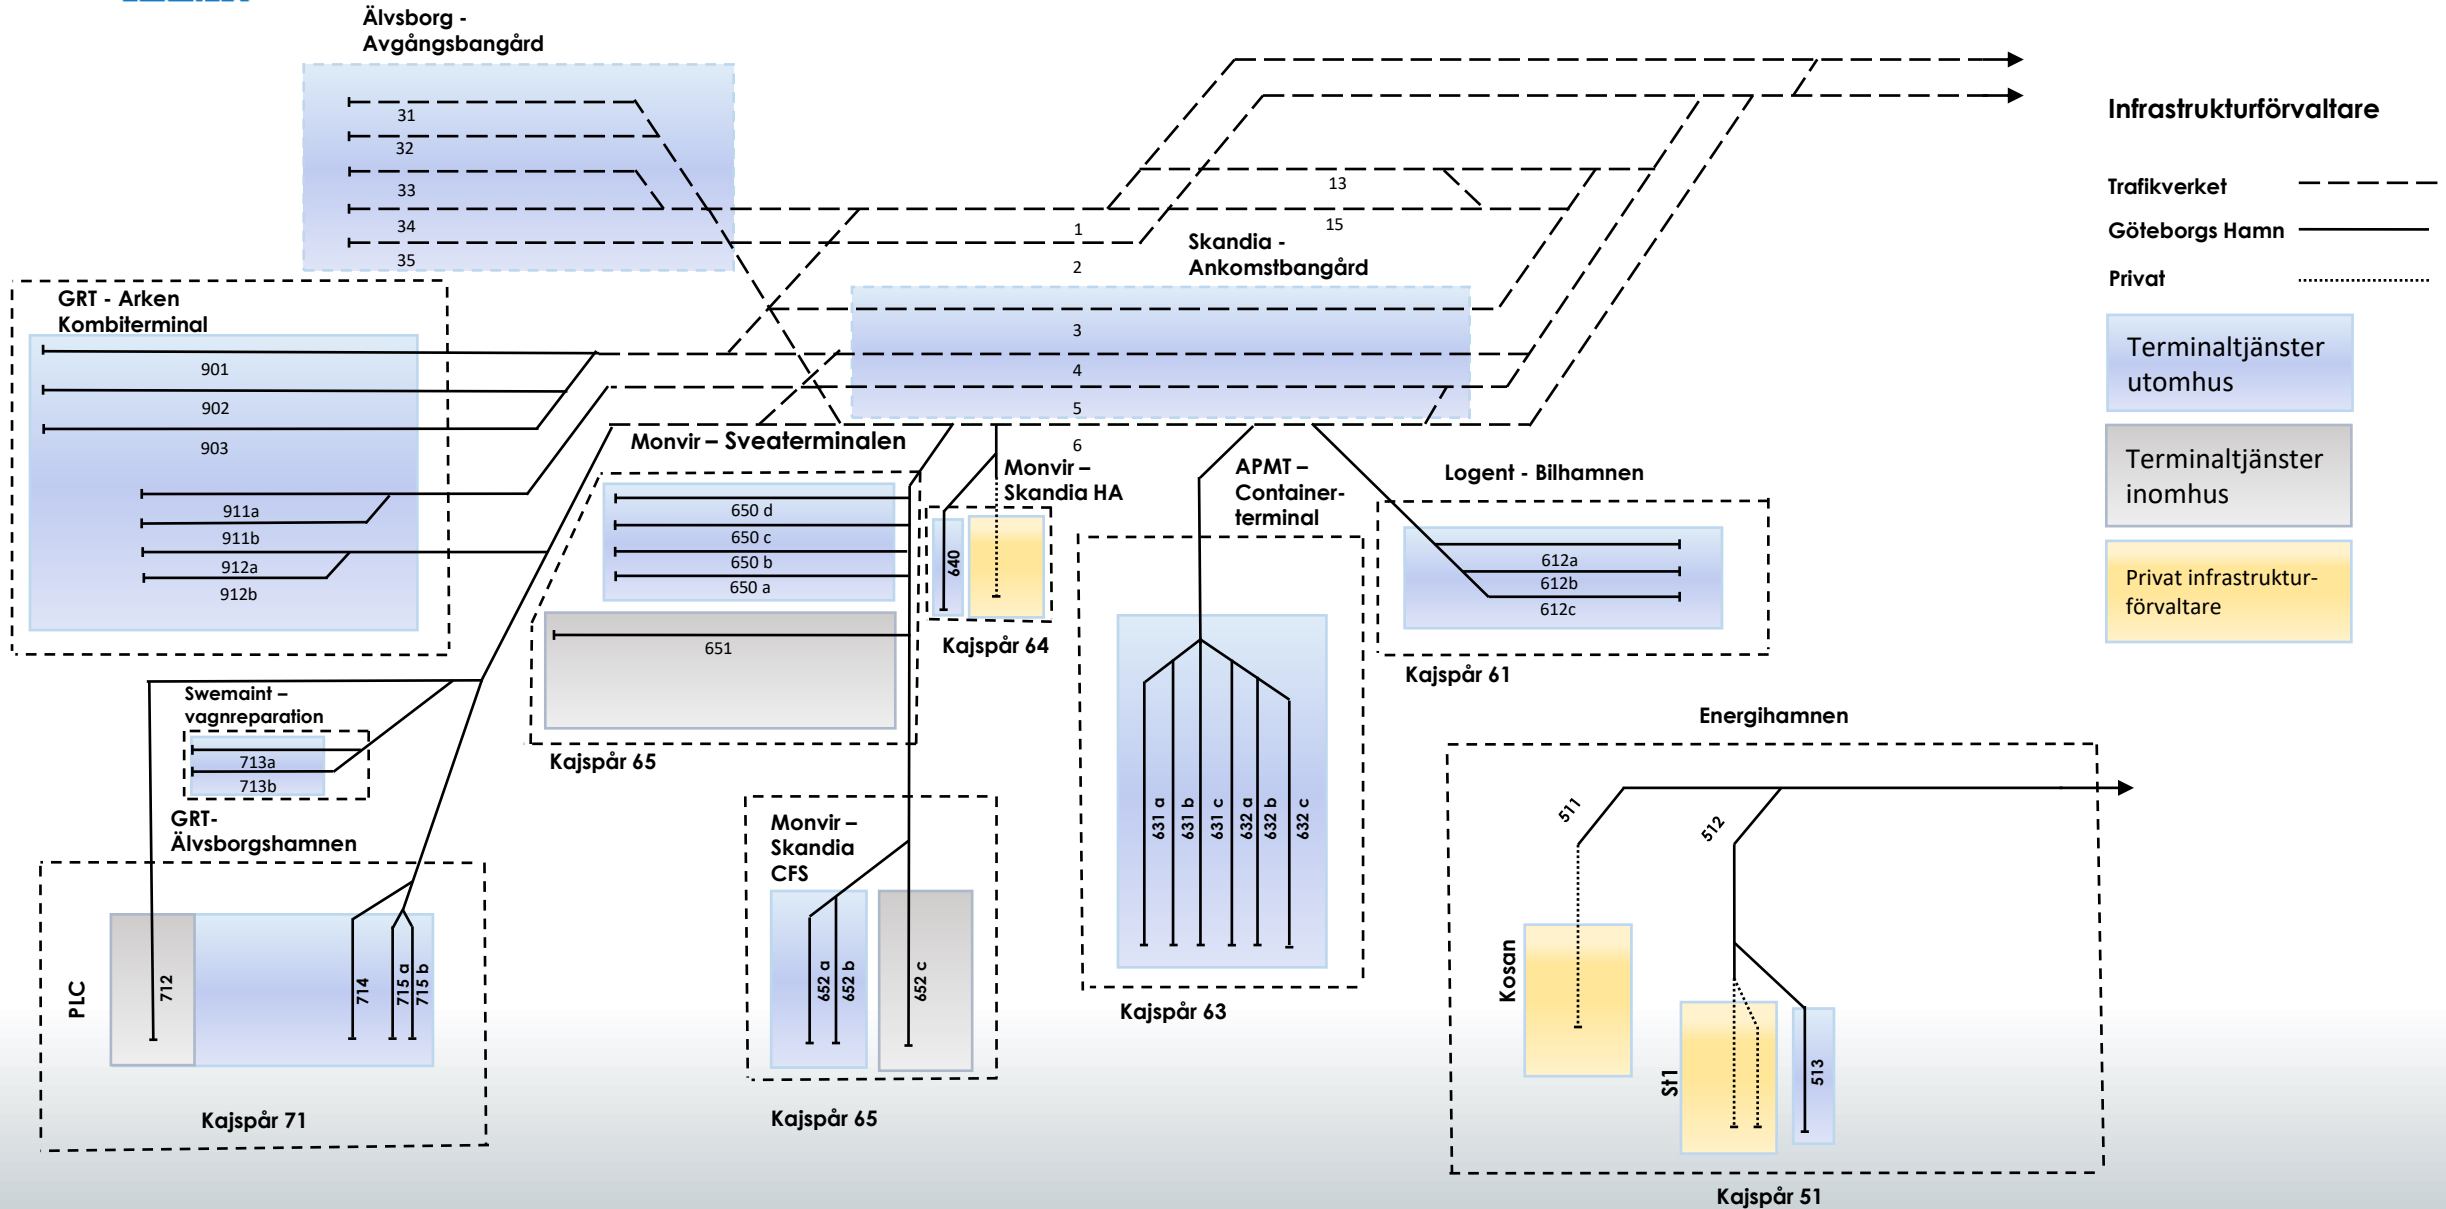 Älvsborg -
Avgångsbangård
31
32
33
34
35
1
2
13
15
Skandia -
Ankomstbangård
3
4
5
6
Infrastrukturförvaltare
Trafikverket
Göteborgs Hamn
Privat
Terminaltjänster
utomhus
Terminaltjänster
inomhus
Privat infrastruktur-
förvaltare
GRT - Arken
Kombiterminal
901
902
903
911a
911b
912a
912b
Monvir – Sveaterminalen
650 d
650 c
650 b
650 a
651
Kajspår 65
Monvir –
Skandia HA
640
Kajspår 64
APMT –
Container-
terminal
631 a
631 b
631 c
632 a
632 b
632 c
Kajspår 63
Logent - Bilhamnen
612a
612b
612c
Kajspår 61
Swemaint –
vagnreparation
713a
713b
GRT-
Älvsborgshamnen
PLC
712
714
715 a
715 b
Kajspår 71
Monvir –
Skandia
CFS
652 a
652 b
652 c
Kajspår 65
Energihamnen
511
512
Kosan
St1
513
Kajspår 51